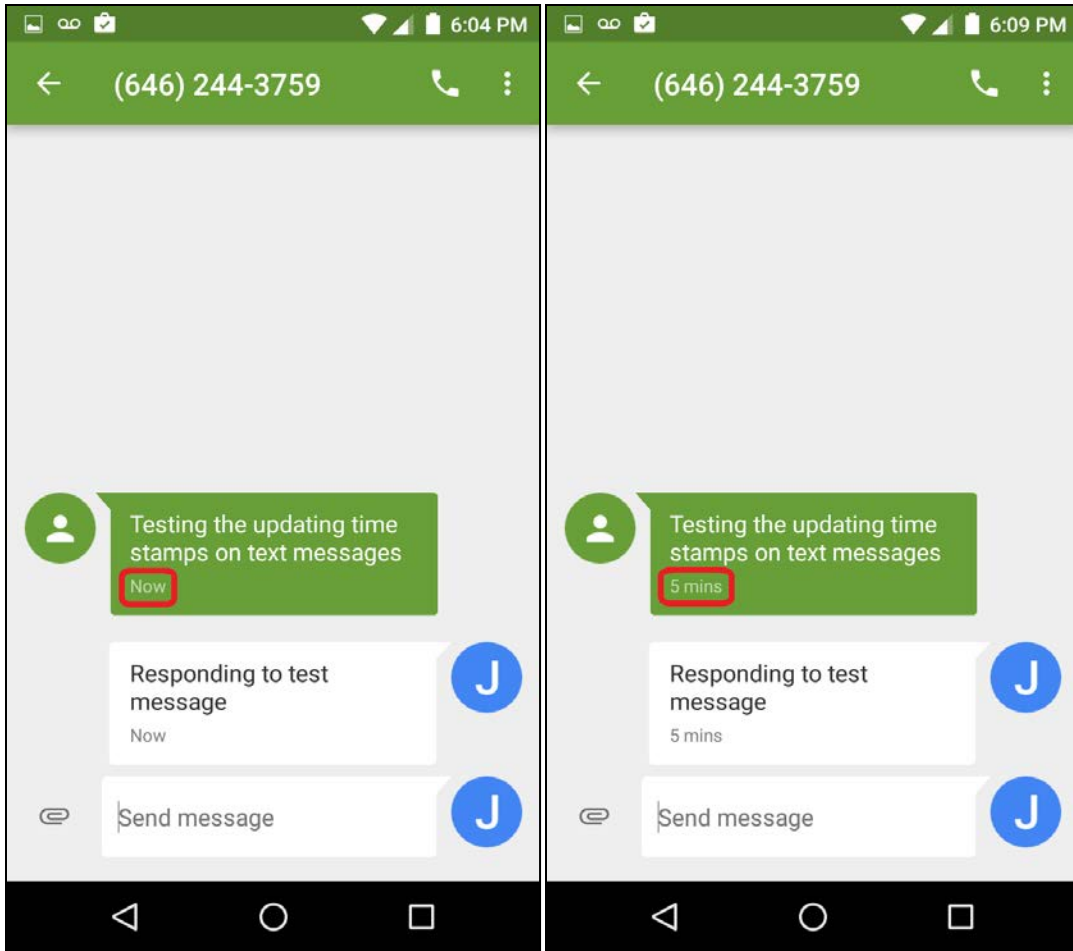 6:04 PM
(646) 244-3759
Testing the updating time
stamps on text messages
Now
Responding to test
message
Now
J
Send message
J
6:09 PM
(646) 244-3759
Testing the updating time
stamps on text messages
5 mins
Responding to test
message
5 mins
J
Send message
J